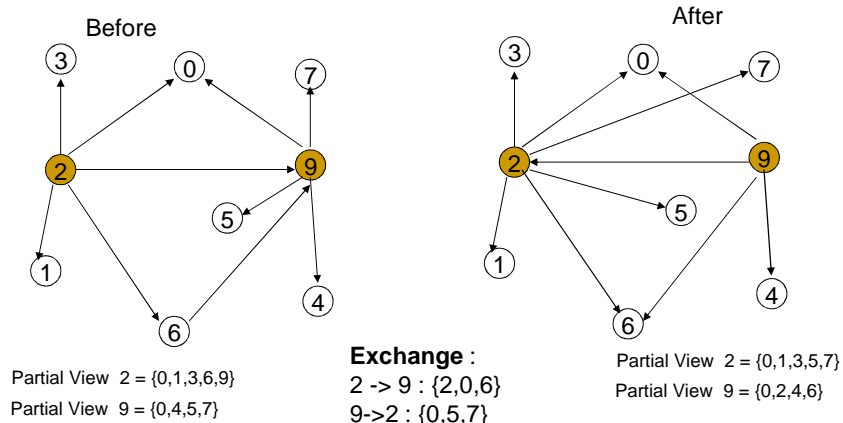 Before
3
0
7
2
9
5
1
4
6
Partial View 2 = {0,1,3,6,9}
Partial View 9 = {0,4,5,7}
Exchange :
2 -> 9 : {2,0,6}
9->2 : {0,5,7}
After
3
0
7
2
9
5
1
4
6
Partial View 2 = {0,1,3,5,7}
Partial View 9 = {0,2,4,6}